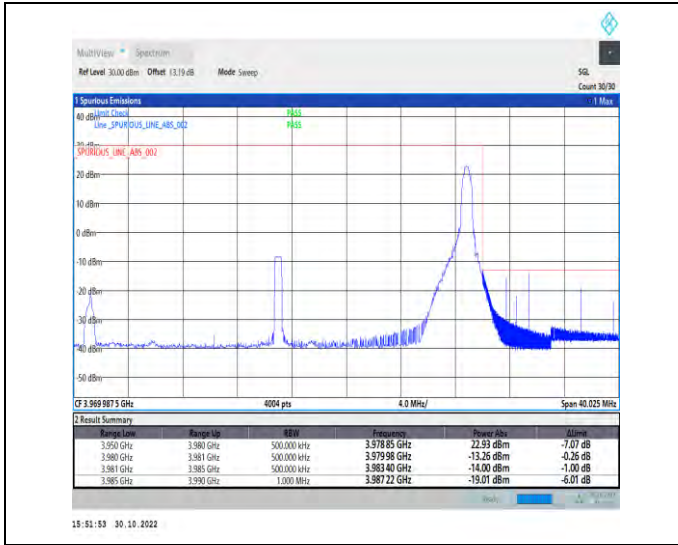 MultiView Spectrum
Ref Level 30.00 dBm Offset 13.19 dB Mode Sweep SGL
Count 30/30
1 Spurious Emissions 1 Max
40 dBm Limit Check PASS
Line _SPURIOUS_LINE_ABS_002 PASS
30 dBm
_SPURIOUS_LINE_ABS_002
20 dBm
10 dBm
0 dBm
-10 dBm
-20 dBm
-30 dBm
-40 dBm
-50 dBm
CF 3.969 987 5 GHz 4004 pts 4.0 MHz/ Span 40.025 MHz
2 Result Summary
Range Low Range Up RBW Frequency Power Abs ΔLimit
3.950 GHz 3.980 GHz 500.000 kHz 3.978 85 GHz 22.93 dBm -7.07 dB
3.980 GHz 3.981 GHz 500.000 kHz 3.979 98 GHz -13.26 dBm -0.26 dB
3.981 GHz 3.985 GHz 500.000 kHz 3.983 40 GHz -14.00 dBm -1.00 dB
3.985 GHz 3.990 GHz 1.000 MHz 3.987 22 GHz -19.01 dBm -6.01 dB
15:51:53 30.10.2022